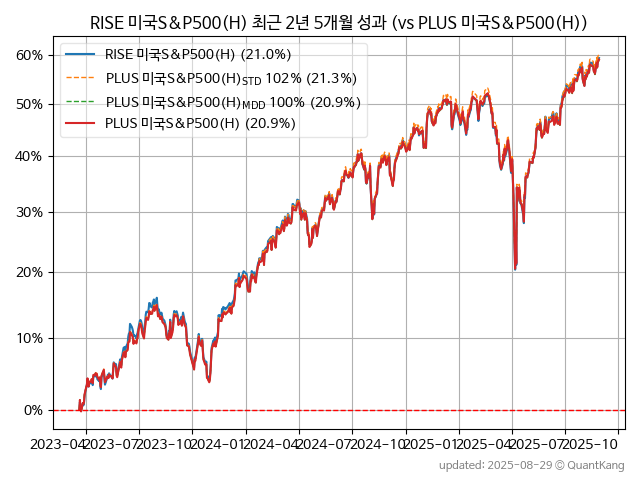 RISE 미국S&P500(H) 최근 2년 5개월 성과 (vs PLUS 미국S&P500(H))
RISE 미국S&P500(H) (21.0%)
PLUS 미국S&P500(H)STD 102% (21.3%)
PLUS 미국S&P500(H)MDD 100% (20.9%)
PLUS 미국S&P500(H) (20.9%)
60%
50%
40%
30%
20%
10%
0%
2023-04 2023-07 2023-10 2024-01 2024-04 2024-07 2024-10 2025-01 2025-04 2025-07 2025-10
updated: 2025-08-29 © QuantKang